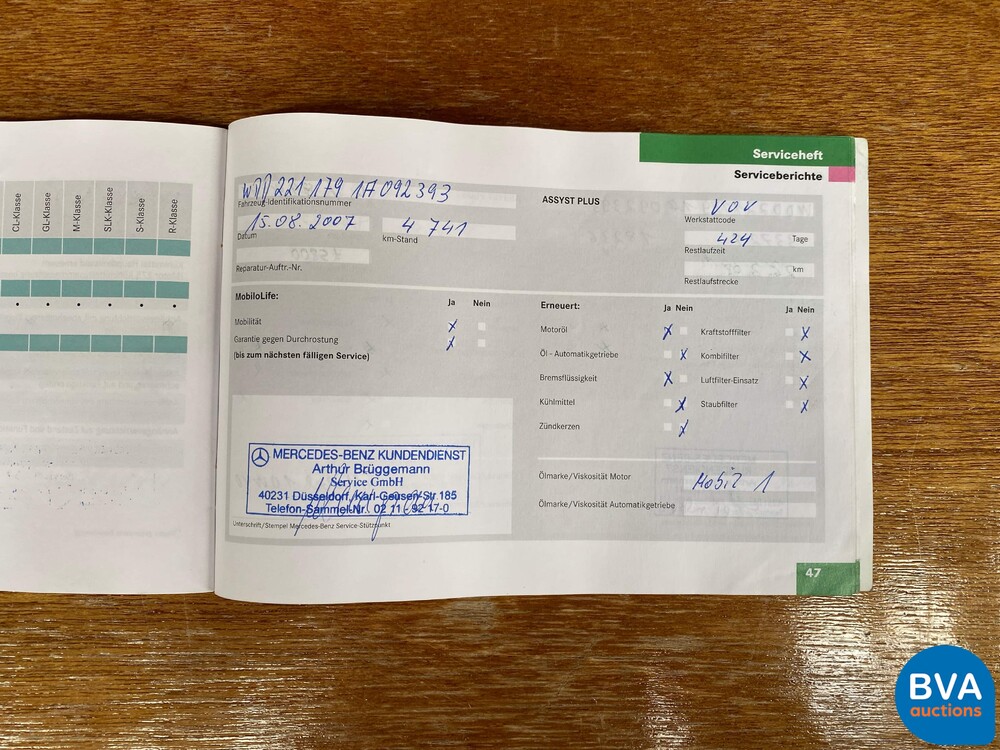 CL-Klasse
GL-Klasse
M-Klasse
SLK-Klasse
S-Klasse
R-Klasse
Serviceheft
Serviceberichte
WDD 221 179 1A092393
Fahrzeug-Identifikationsnummer
15.08.2007 4 741
Datum km-Stand
Reparatur-Auftr.-Nr.
ASSYST PLUS
VOV
Werkstattcode
424 Tage
Restlaufzeit
km
Restlaufstrecke
MobiloLife: Ja Nein
Mobilität X
Garantie gegen Durchrostung X
(bis zum nächsten fälligen Service)
Erneuert: Ja Nein Ja Nein
Motoröl X Kraftstofffilter X
Öl - Automatikgetriebe X Kombifilter X
Bremsflüssigkeit X Luftfilter-Einsatz X
Kühlmittel X Staubfilter X
Zündkerzen X
MERCEDES-BENZ KUNDENDIENST
Arthur Brüggemann
Service GmbH
40231 Düsseldorf, Karl-Geusen-Str. 185
Telefon-Sammel-Nr. 02 11 - 92 17-0
Unterschrift/Stempel Mercedes-Benz Service-Stützpunkt
Ölmarke/Viskosität Motor Mobil 1
Ölmarke/Viskosität Automatikgetriebe
47
BVA
auctions